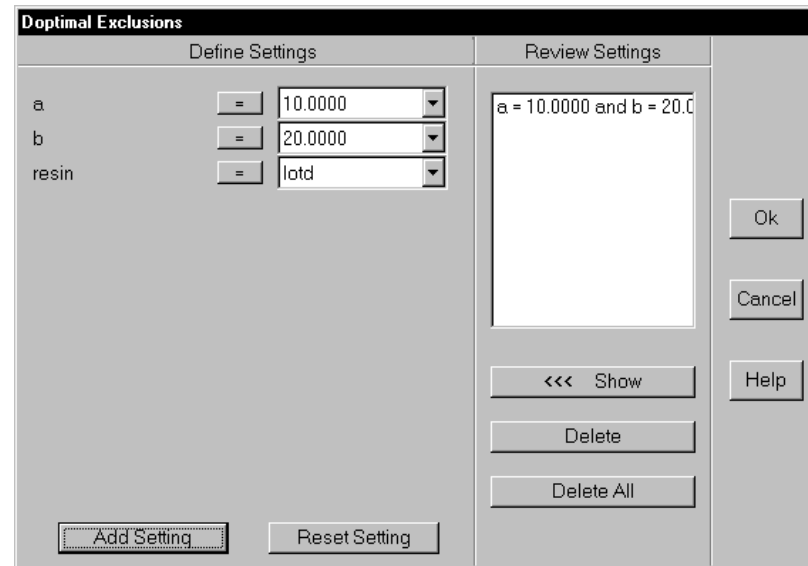 Doptimal Exclusions
Define Settings
Review Settings
a = 10.0000
b = 20.0000
resin = lotd
a = 10.0000 and b = 20.0
Ok
Cancel
Help
<<< Show
Delete
Delete All
Add Setting
Reset Setting